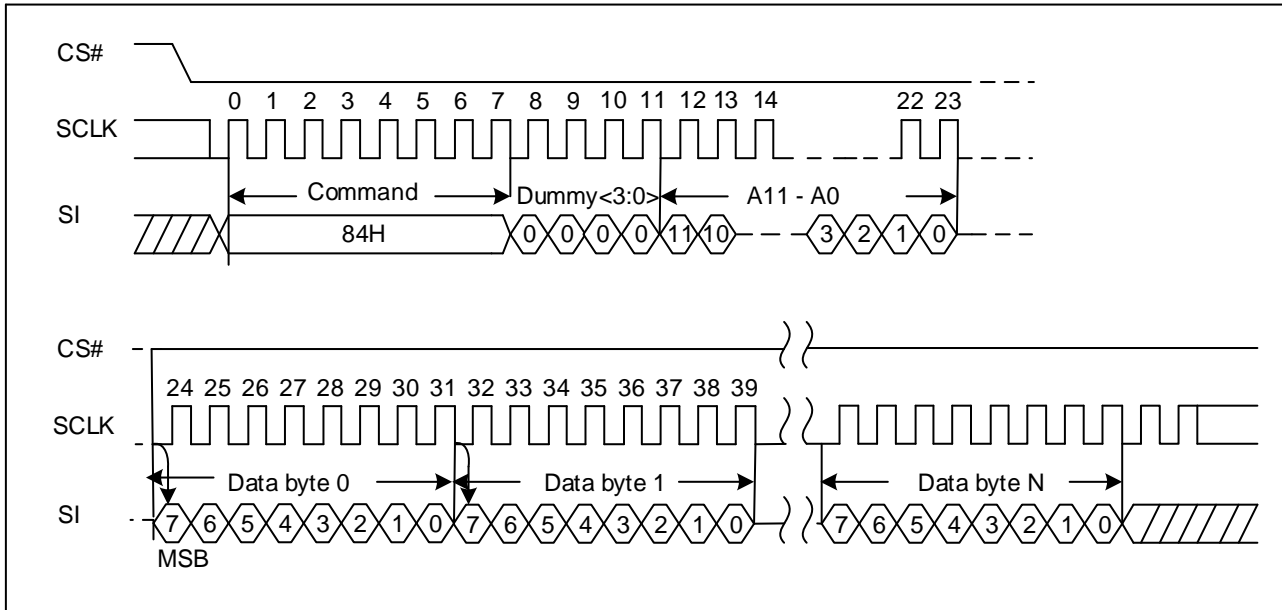 CS#
0 1 2 3 4 5 6 7 8 9 10 11 12 13 14 22 23
SCLK
Command Dummy<3:0> A11 - A0
SI
84H 0 0 0 0 11 10 3 2 1 0
CS#
24 25 26 27 28 29 30 31 32 33 34 35 36 37 38 39
SCLK
Data byte 0 Data byte 1 Data byte N
SI
7 6 5 4 3 2 1 0 7 6 5 4 3 2 1 0 7 6 5 4 3 2 1 0
MSB